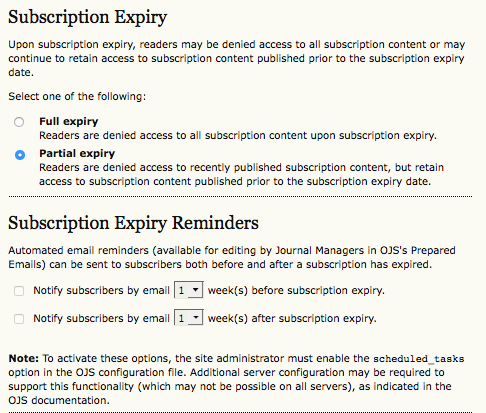 Subscription Expiry
Upon subscription expiry, readers may be denied access to all subscription content or may
continue to retain access to subscription content published prior to the subscription expiry
date.
Select one of the following:
Full expiry
Readers are denied access to all subscription content upon subscription expiry.
Partial expiry
Readers are denied access to recently published subscription content, but retain
access to subscription content published prior to the subscription expiry date.
Subscription Expiry Reminders
Automated email reminders (available for editing by Journal Managers in OJS's Prepared
Emails) can be sent to subscribers both before and after a subscription has expired.
Notify subscribers by email 1 week(s) before subscription expiry.
Notify subscribers by email 1 week(s) after subscription expiry.
Note: To activate these options, the site administrator must enable the scheduled_tasks
option in the OJS configuration file. Additional server configuration may be required to
support this functionality (which may not be possible on all servers), as indicated in the
OJS documentation.